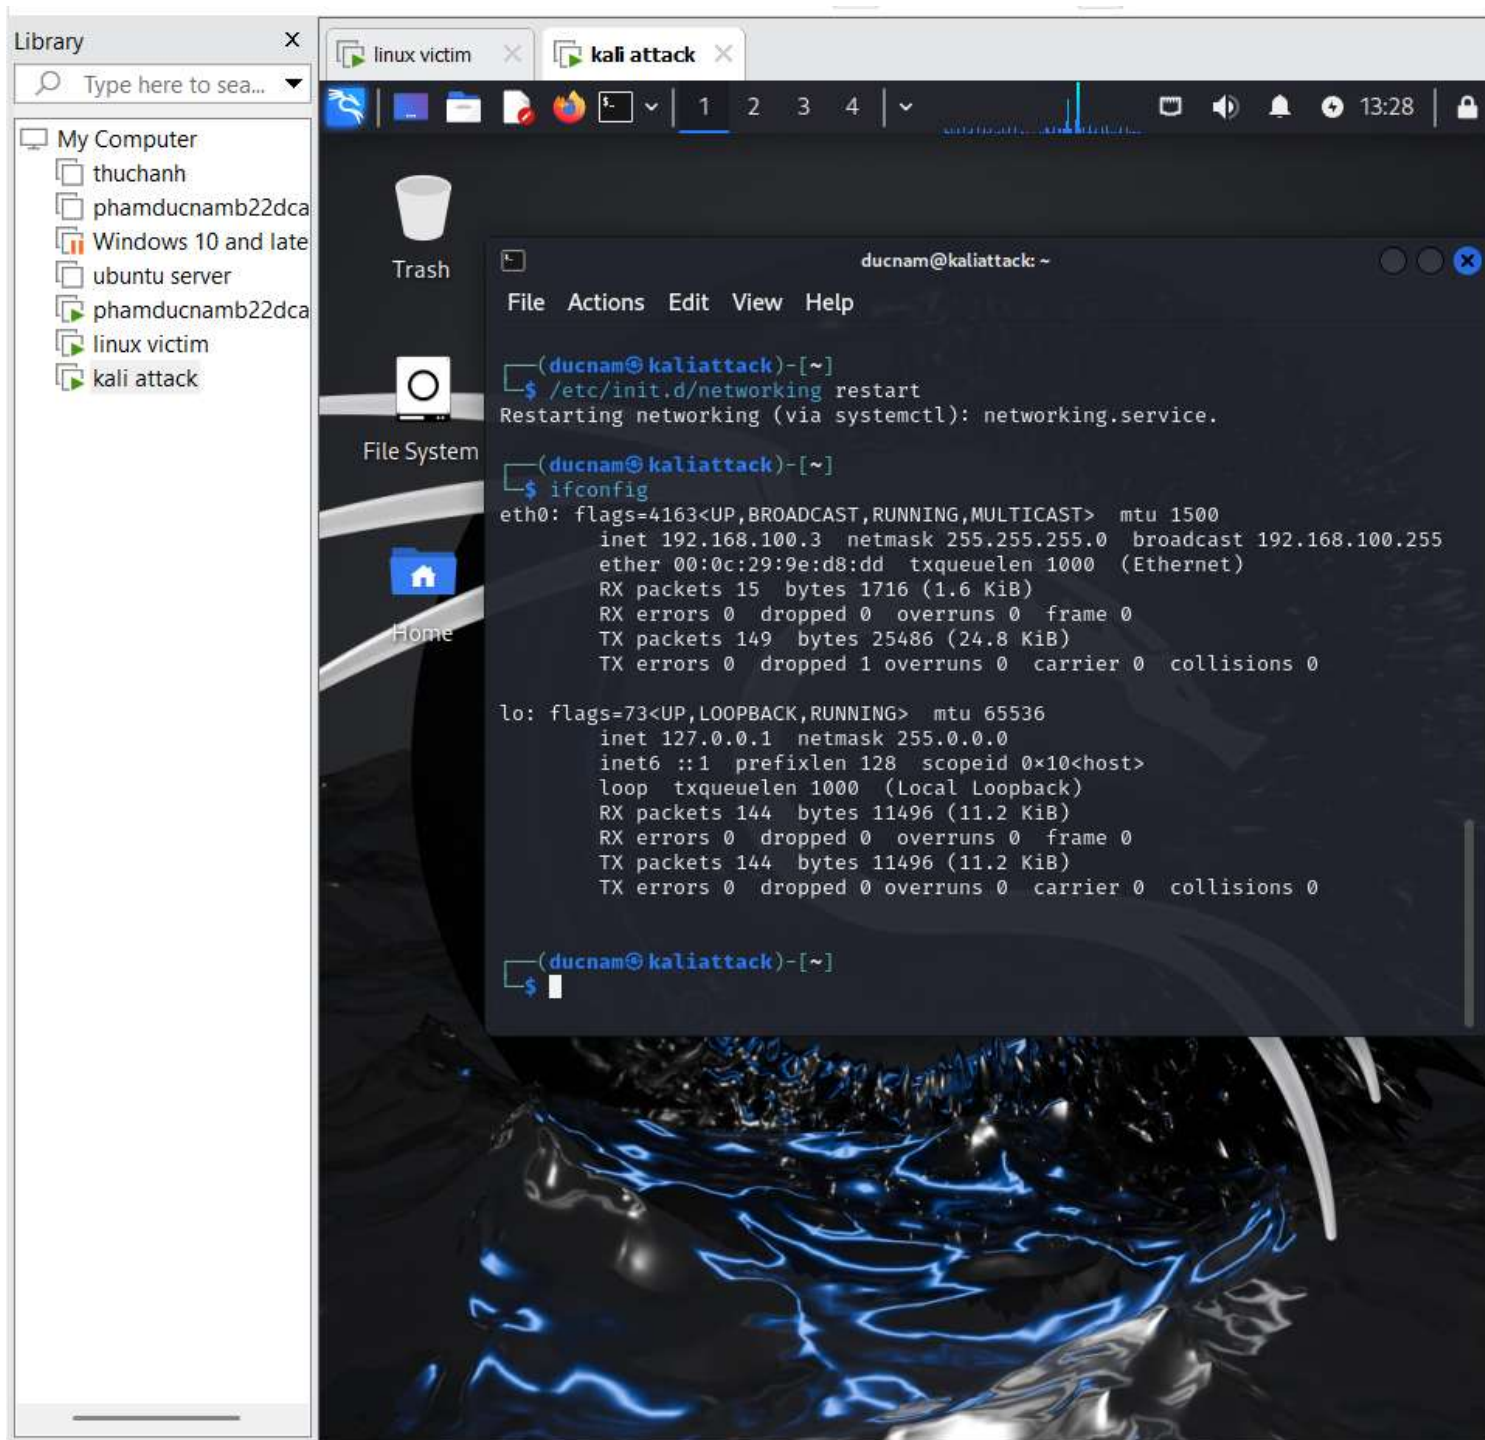 Library X
Type here to sea...
My Computer
thuchanh
phamducnamb22dca
Windows 10 and late
ubuntu server
phamducnamb22dca
linux victim
kali attack
linux victim
kali attack
1 2 3 4
13:28
Trash
File System
Home
ducnam@kaliattack: ~
File Actions Edit View Help
(ducnam㉿kaliattack)-[~]
$ /etc/init.d/networking restart
Restarting networking (via systemctl): networking.service.
(ducnam㉿kaliattack)-[~]
$ ifconfig
eth0: flags=4163<UP,BROADCAST,RUNNING,MULTICAST> mtu 1500
inet 192.168.100.3 netmask 255.255.255.0 broadcast 192.168.100.255
ether 00:0c:29:9e:d8:dd txqueuelen 1000 (Ethernet)
RX packets 15 bytes 1716 (1.6 KiB)
RX errors 0 dropped 0 overruns 0 frame 0
TX packets 149 bytes 25486 (24.8 KiB)
TX errors 0 dropped 1 overruns 0 carrier 0 collisions 0
lo: flags=73<UP,LOOPBACK,RUNNING> mtu 65536
inet 127.0.0.1 netmask 255.0.0.0
inet6 ::1 prefixlen 128 scopeid 0×10<host>
loop txqueuelen 1000 (Local Loopback)
RX packets 144 bytes 11496 (11.2 KiB)
RX errors 0 dropped 0 overruns 0 frame 0
TX packets 144 bytes 11496 (11.2 KiB)
TX errors 0 dropped 0 overruns 0 carrier 0 collisions 0
(ducnam㉿kaliattack)-[~]
$